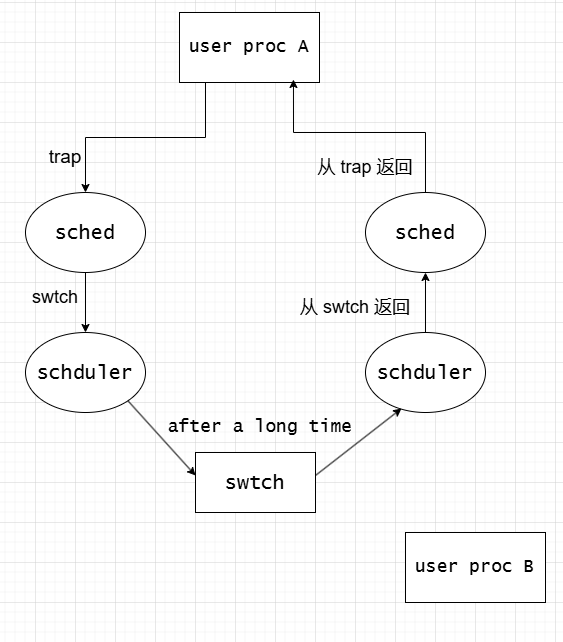 user proc A
trap
从 trap 返回
sched
sched
swtch
从 swtch 返回
schduler
schduler
after a long time
swtch
user proc B